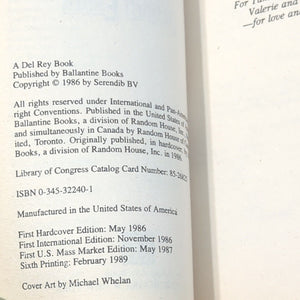 A Del Rey Book
Published by Ballantine Books
Copyright © 1986 by Serendib BV
All rights reserved under International and Pan-American
right Conventions. Published in the United States of
Ballantine Books, a division of Random House, Inc.,
and simultaneously in Canada by Random House of
ited, Toronto. Originally published, in hardcover, by
Books, a division of Random House, Inc. in 1986.
Library of Congress Catalog Card Number: 85-
ISBN 0-345-32240-1
Manufactured in the United States of America
First Hardcover Edition: May 1986
First International Edition: November 1986
First U.S. Mass Market Edition: May 1987
Sixth Printing: February 1989
Cover Art by Michael Whelan
For
Valerie and
—for love and